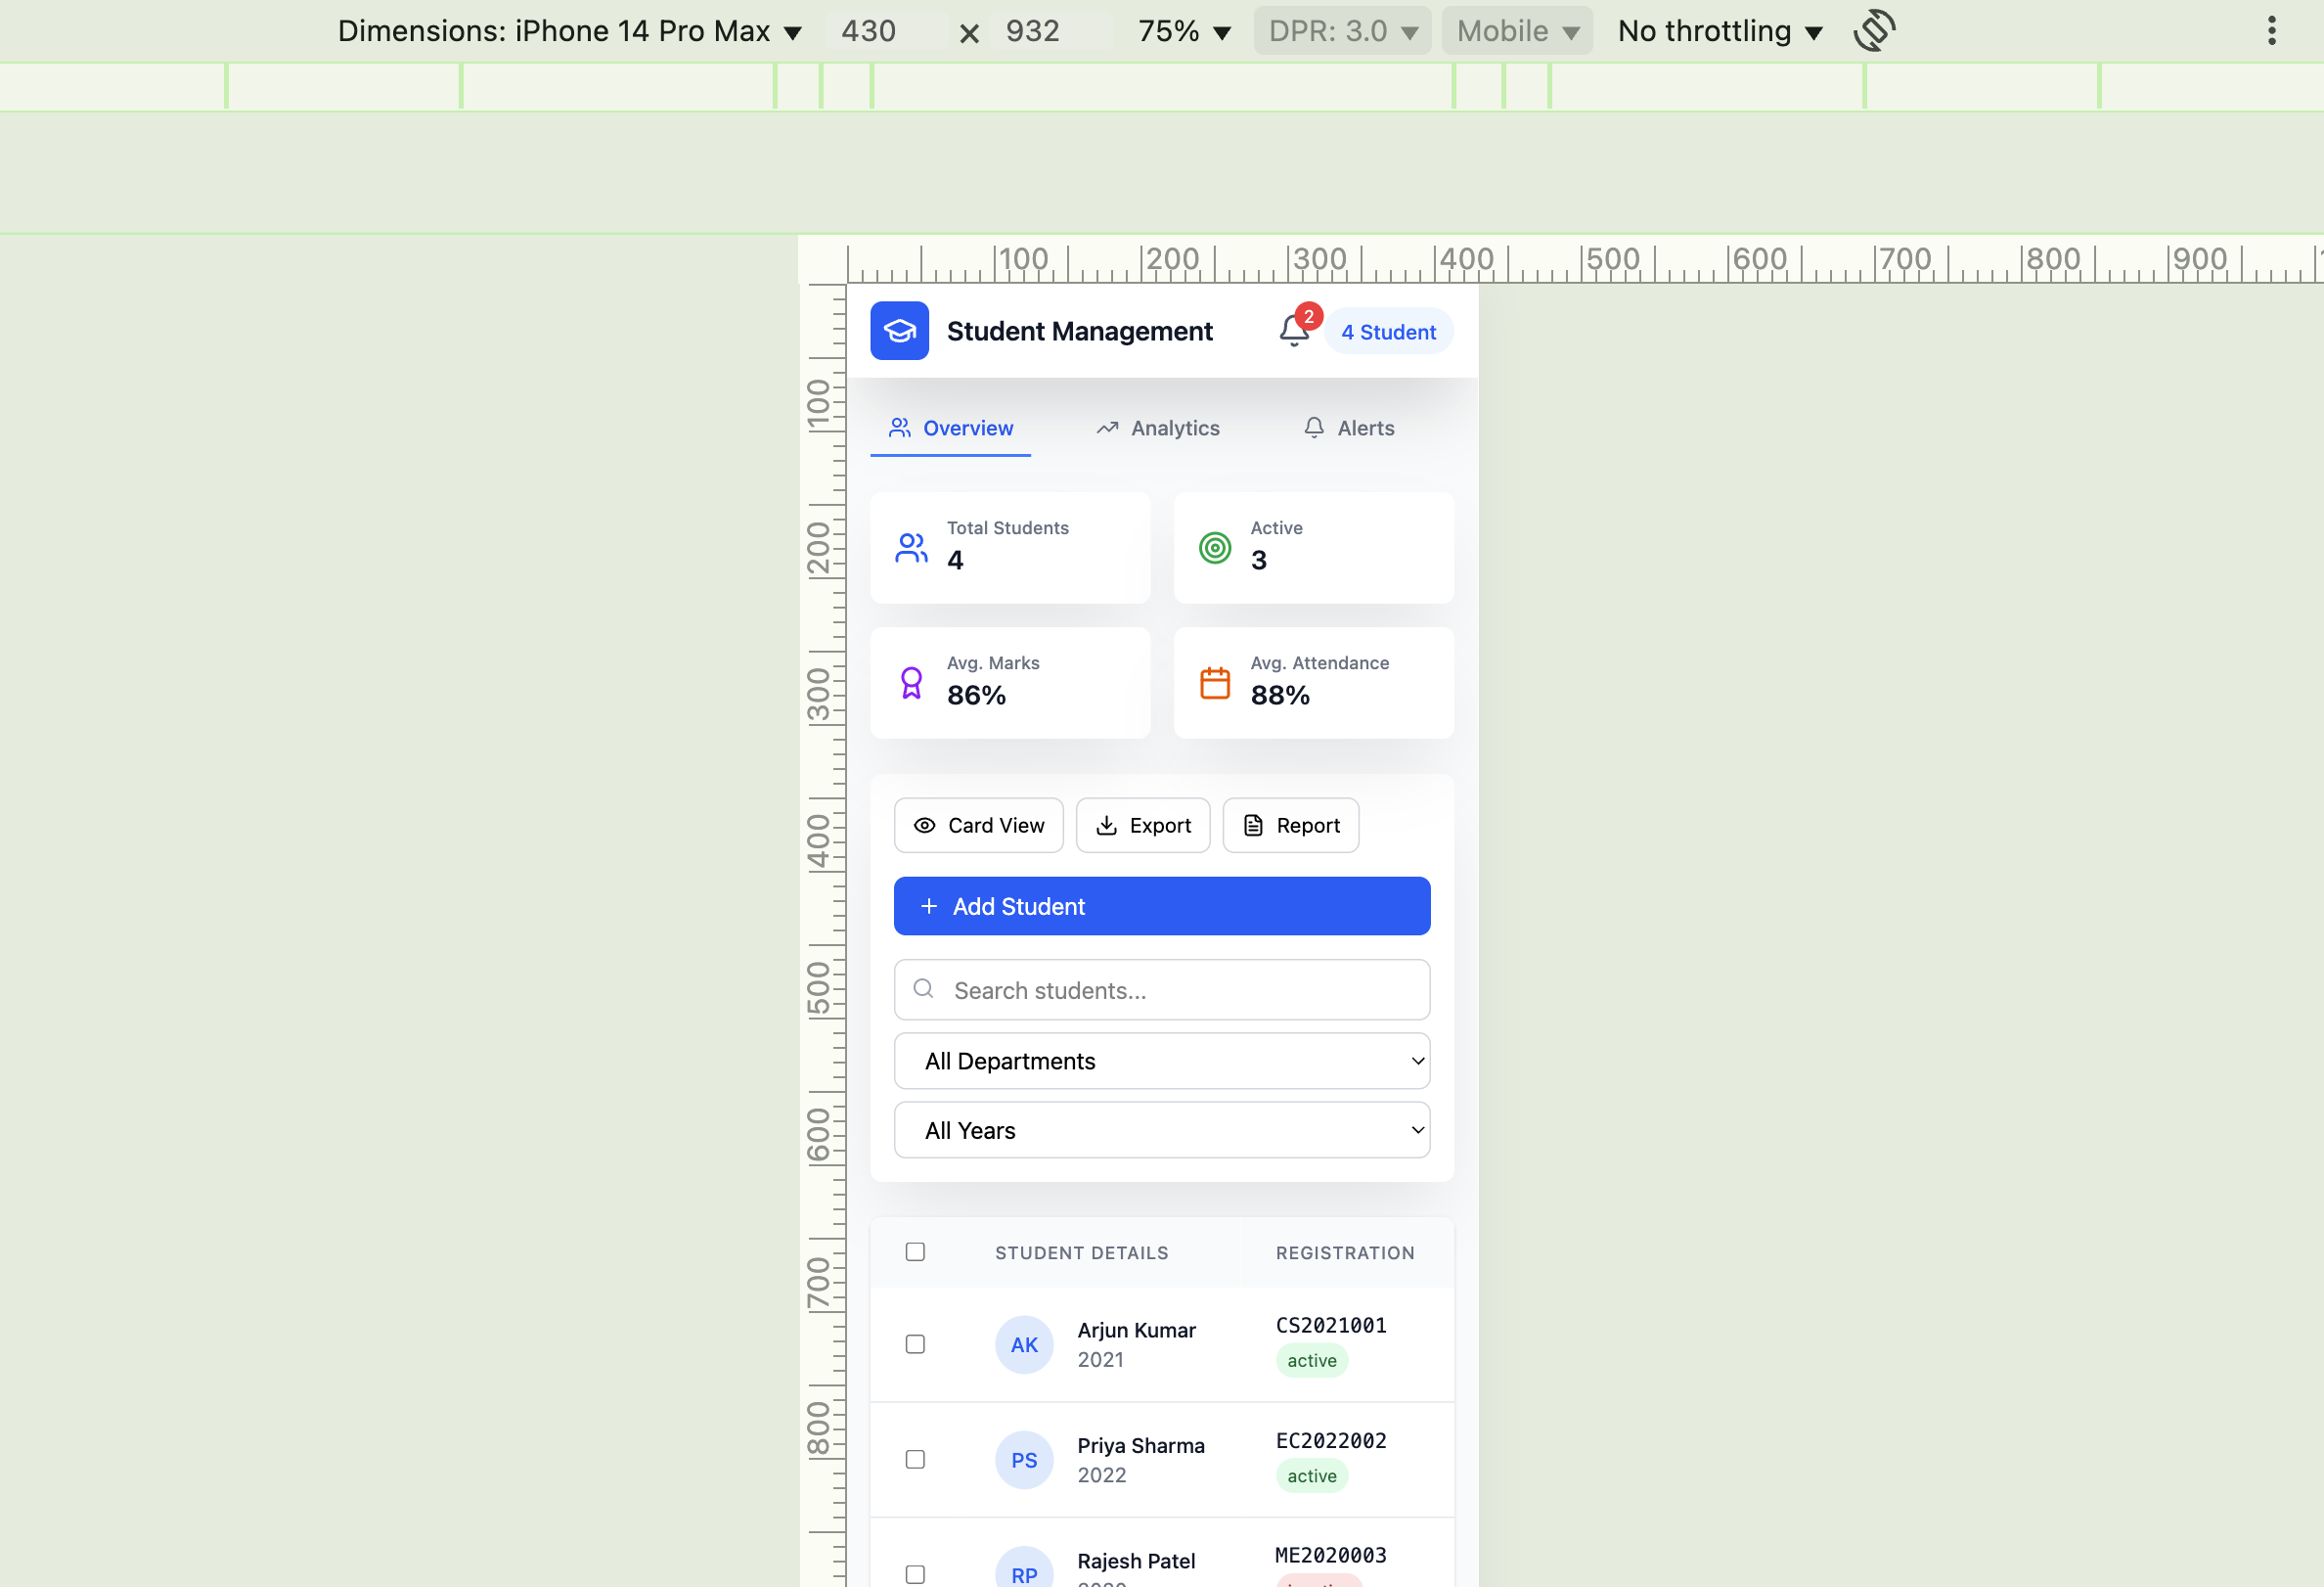 Dimensions: iPhone 14 Pro Max 430 × 932 75% DPR: 3.0 Mobile No throttling
100 200 300 400 500 600 700 800 900
100
200
300
400
500
600
700
800
Student Management 2 4 Student
Overview Analytics Alerts
Total Students
4
Active
3
Avg. Marks
86%
Avg. Attendance
88%
Card View Export Report
+ Add Student
Search students...
All Departments
All Years
STUDENT DETAILS REGISTRATION
AK Arjun Kumar CS2021001
2021 active
PS Priya Sharma EC2022002
2022 active
RP Rajesh Patel ME2020003